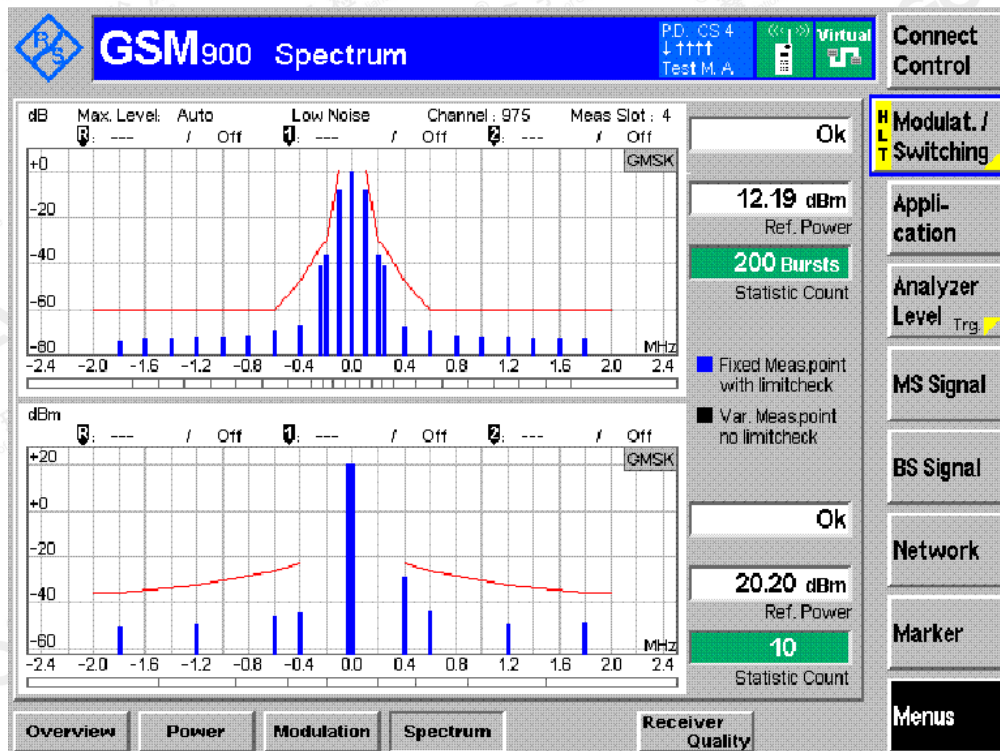 R&S
GSM900 Spectrum
P.D. CS 4
Test M. A
Virtual
Connect Control
dB Max. Level: Auto Low Noise Channel : 975 Meas Slot : 4
R: --- / Off 1: --- / Off 2: --- / Off
GMSK
+0
-20
-40
-60
-80
MHz
-2.4 -2.0 -1.6 -1.2 -0.8 -0.4 0.0 0.4 0.8 1.2 1.6 2.0 2.4
Ok
12.19 dBm
Ref. Power
200 Bursts
Statistic Count
Fixed Meas.point
with limitcheck
Var. Meas.point
no limitcheck
dBm
R: --- / Off 1: --- / Off 2: --- / Off
GMSK
+20
+0
-20
-40
-60
MHz
-2.4 -2.0 -1.6 -1.2 -0.8 -0.4 0.0 0.4 0.8 1.2 1.6 2.0 2.4
Ok
20.20 dBm
Ref. Power
10
Statistic Count
HLT
Modulat. /
Switching
Appli-
cation
Analyzer
Level Trg.
MS Signal
BS Signal
Network
Marker
Menus
Overview Power Modulation Spectrum Receiver
Quality